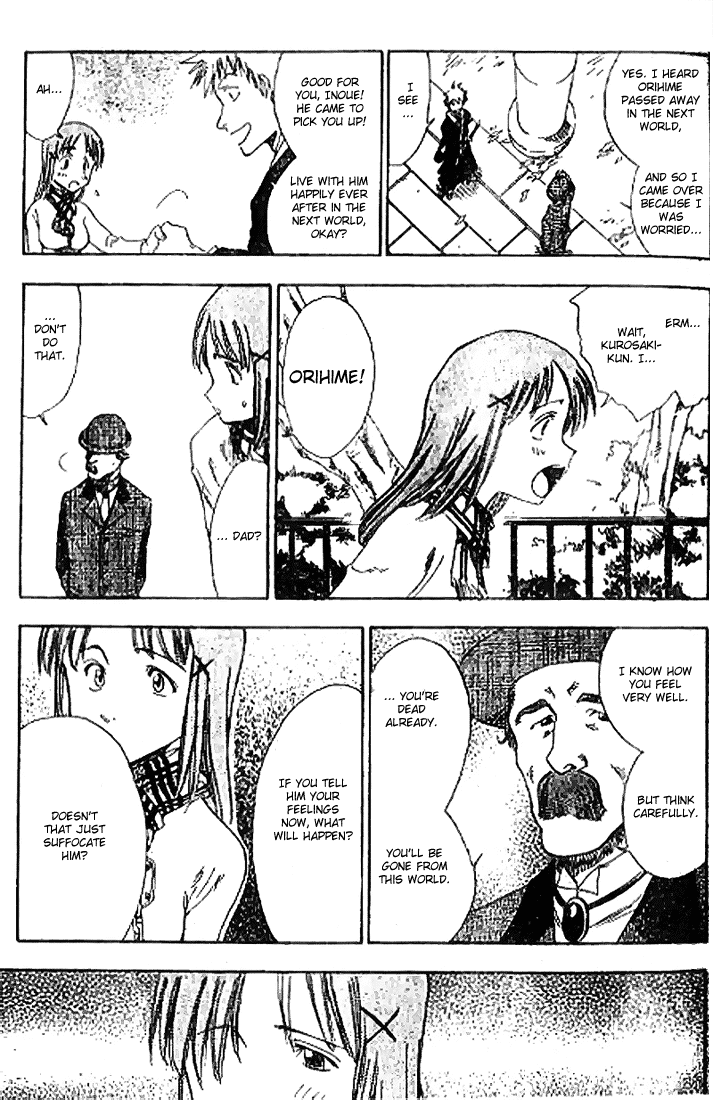 YES. I HEARD
ORIHIME
PASSED AWAY
IN THE NEXT
WORLD,
AND SO I
CAME OVER
BECAUSE I
WAS
WORRIED...
I
SEE
...
GOOD FOR
YOU, INOUE!
HE CAME TO
PICK YOU UP!
LIVE WITH HIM
HAPPILY EVER
AFTER IN THE
NEXT WORLD,
OKAY?
AH...
ERM...
WAIT,
KUROSAKI-
KUN. I...
ORIHIME!
... DAD?
...
DON'T
DO
THAT.
I KNOW HOW
YOU FEEL
VERY WELL.
BUT THINK
CAREFULLY.
... YOU'RE
DEAD
ALREADY.
YOU'LL BE
GONE FROM
THIS WORLD.
IF YOU TELL
HIM YOUR
FEELINGS
NOW, WHAT
WILL HAPPEN?
DOESN'T
THAT JUST
SUFFOCATE
HIM?